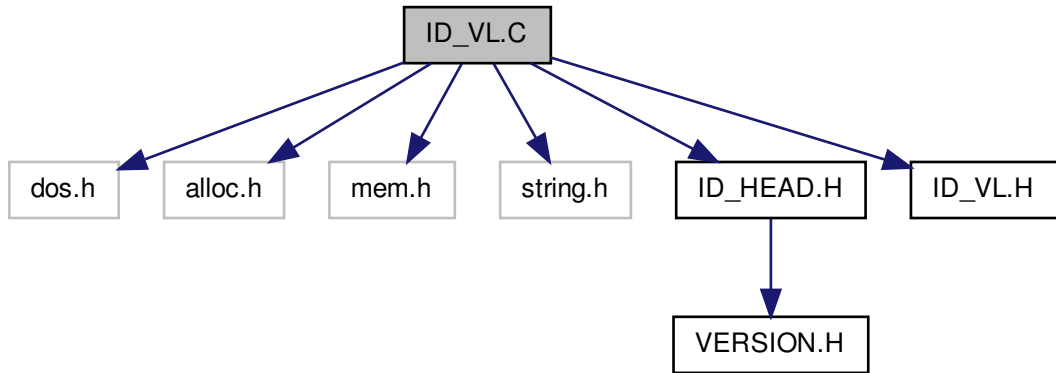 ID_VL.C
dos.h
alloc.h
mem.h
string.h
ID_HEAD.H
ID_VL.H
VERSION.H